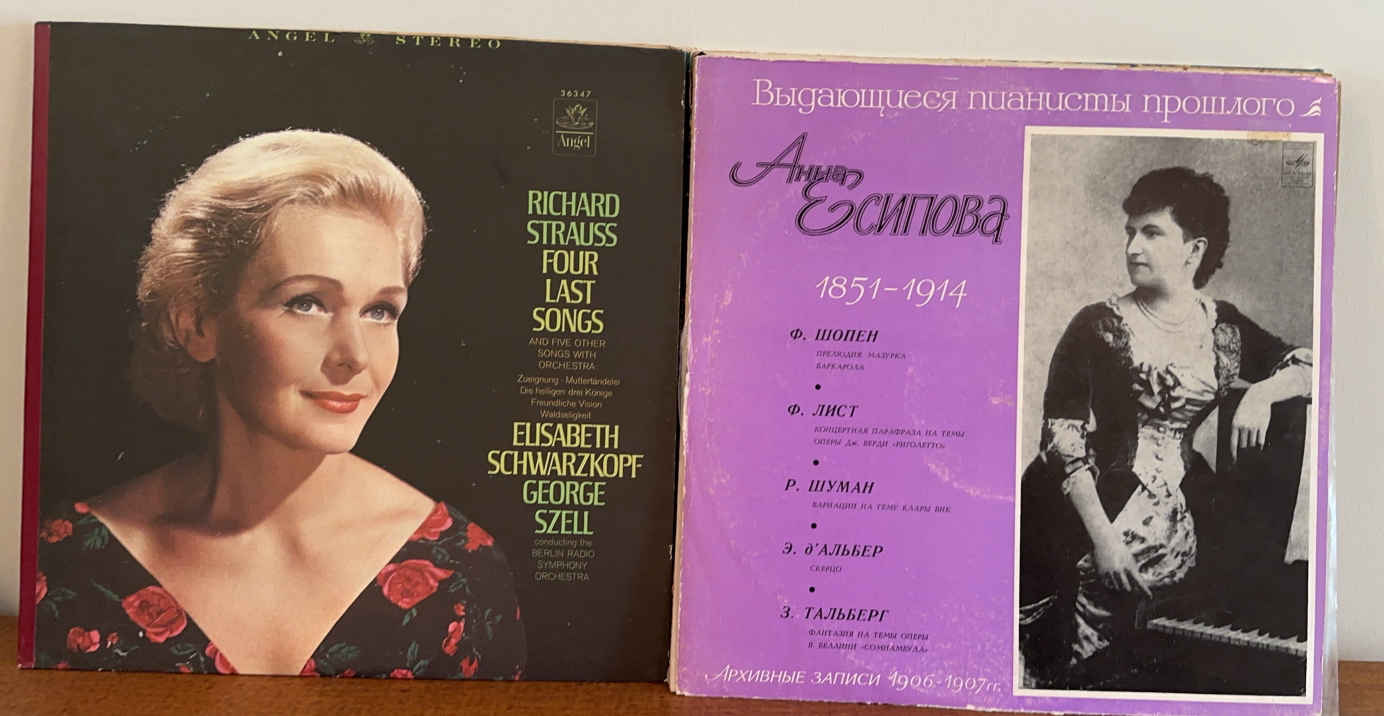 ANGEL STEREO
36347
Angel
RICHARD
STRAUSS
FOUR
LAST
SONGS
AND FIVE OTHER
SONGS WITH
ORCHESTRA:
Zueignung · Muttertändelei
Die heiligen drei Könige
Freundliche Vision
Waldseligkeit
ELISABETH
SCHWARZKOPF
GEORGE
SZELL
conducting the
BERLIN RADIO
SYMPHONY
ORCHESTRA
Выдающиеся пианисты прошлого
Анна
Есипова
1851-1914
Ф. ШОПЕН
ПРЕЛЮДИЯ МАЗУРКА
БАРКАРОЛА
Ф. ЛИСТ
КОНЦЕРТНАЯ ПАРАФРАЗА НА ТЕМЫ
ОПЕРЫ Дж. ВЕРДИ «РИГОЛЕТТО»
Р. ШУМАН
ВАРИАЦИИ НА ТЕМУ КЛАРЫ ВИК
Э. д'АЛЬБЕР
СКЕРЦО
З. ТАЛЬБЕРГ
ФАНТАЗИЯ НА ТЕМЫ ОПЕРЫ
В. БЕЛЛИНИ «СОМНАМБУЛА»
Архивные записи 1906-1907 гг.